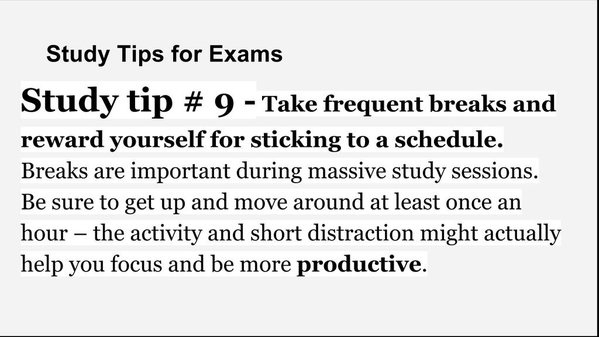 Study Tips for Exams
Study tip # 9 - Take frequent breaks and
reward yourself for sticking to a schedule.
Breaks are important during massive study sessions.
Be sure to get up and move around at least once an
hour – the activity and short distraction might actually
help you focus and be more productive.